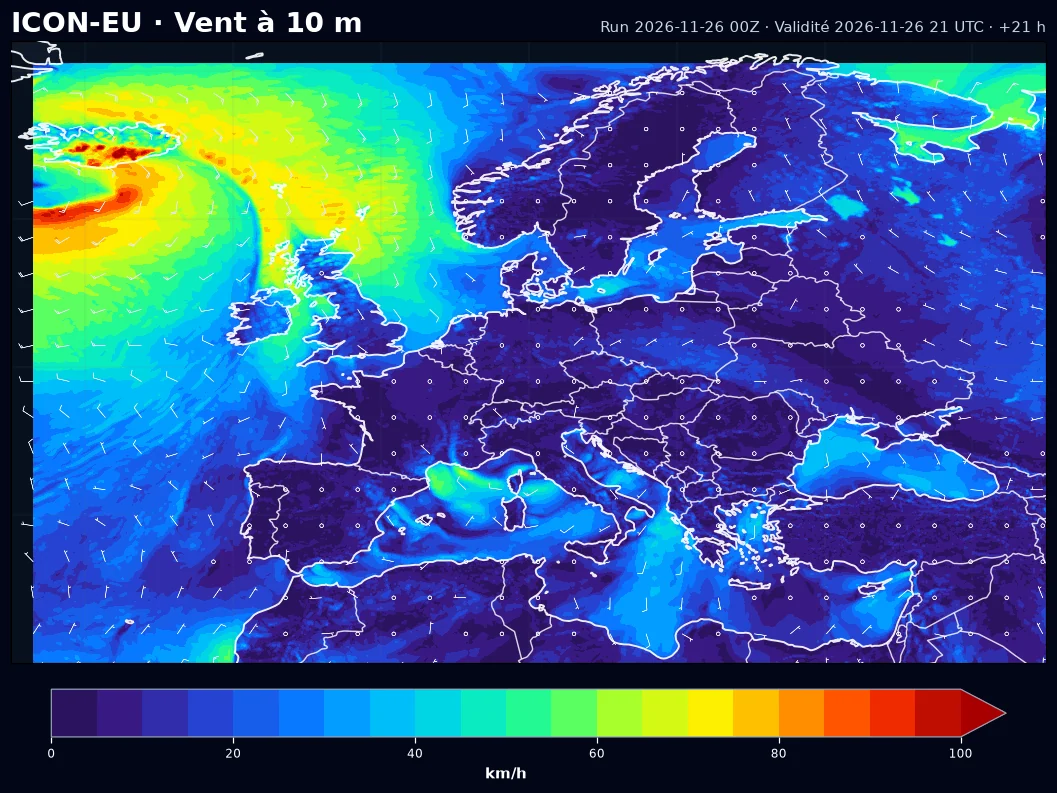 ICON-EU · Vent à 10 m
Run 2026-11-26 00Z · Validité 2026-11-26 21 UTC · +21 h
0 20 40 60 80 100
km/h